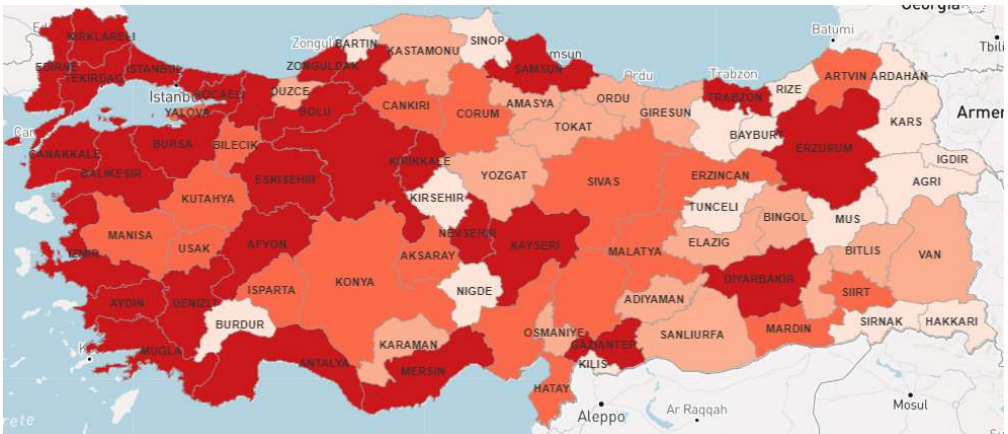 Georgia
KIRKLARELI
EDIRNE
TEKIRDAG
ISTANBUL
Istanbu
KOCAELI
YALOVA
Zongul
BARTIN
ZONGULPAK
DUZCE
BOLU
KASTAMONU
SINOP
SAMSUN
msun
Ordu
Trabzon
TRABZON
Batumi
Tbili
RIZE
ARTVIN
ARDAHAN
KARS
Armen
CANKIRI
CORUM
AMASYA
ORDU
GIRESUN
TOKAT
BAYBURT
ERZURUM
IGDIR
AGRI
CANAKKALE
BURSA
BILECIK
BALIKESIR
ESKISEHIR
KIRIKKALE
KIRSEHIR
YOZGAT
SIVAS
ERZINCAN
TUNCELI
BINGOL
MUS
KUTAHYA
MANISA
USAK
IZMIR
AFYON
NEVSEHIR
KAYSERI
AKSARAY
MALATYA
ELAZIG
BITLIS
VAN
DIYARBAKIR
SIIRT
AYDIN
DENIZLI
ISPARTA
KONYA
NIGDE
ADIYAMAN
MARDIN
SIRNAK
HAKKARI
BURDUR
MUGLA
ANTALYA
KARAMAN
MERSIN
OSMANIYE
GAZIANTEP
SANLIURFA
KILIS
HATAY
Aleppo
Ar Raqqah
Mosul
rete